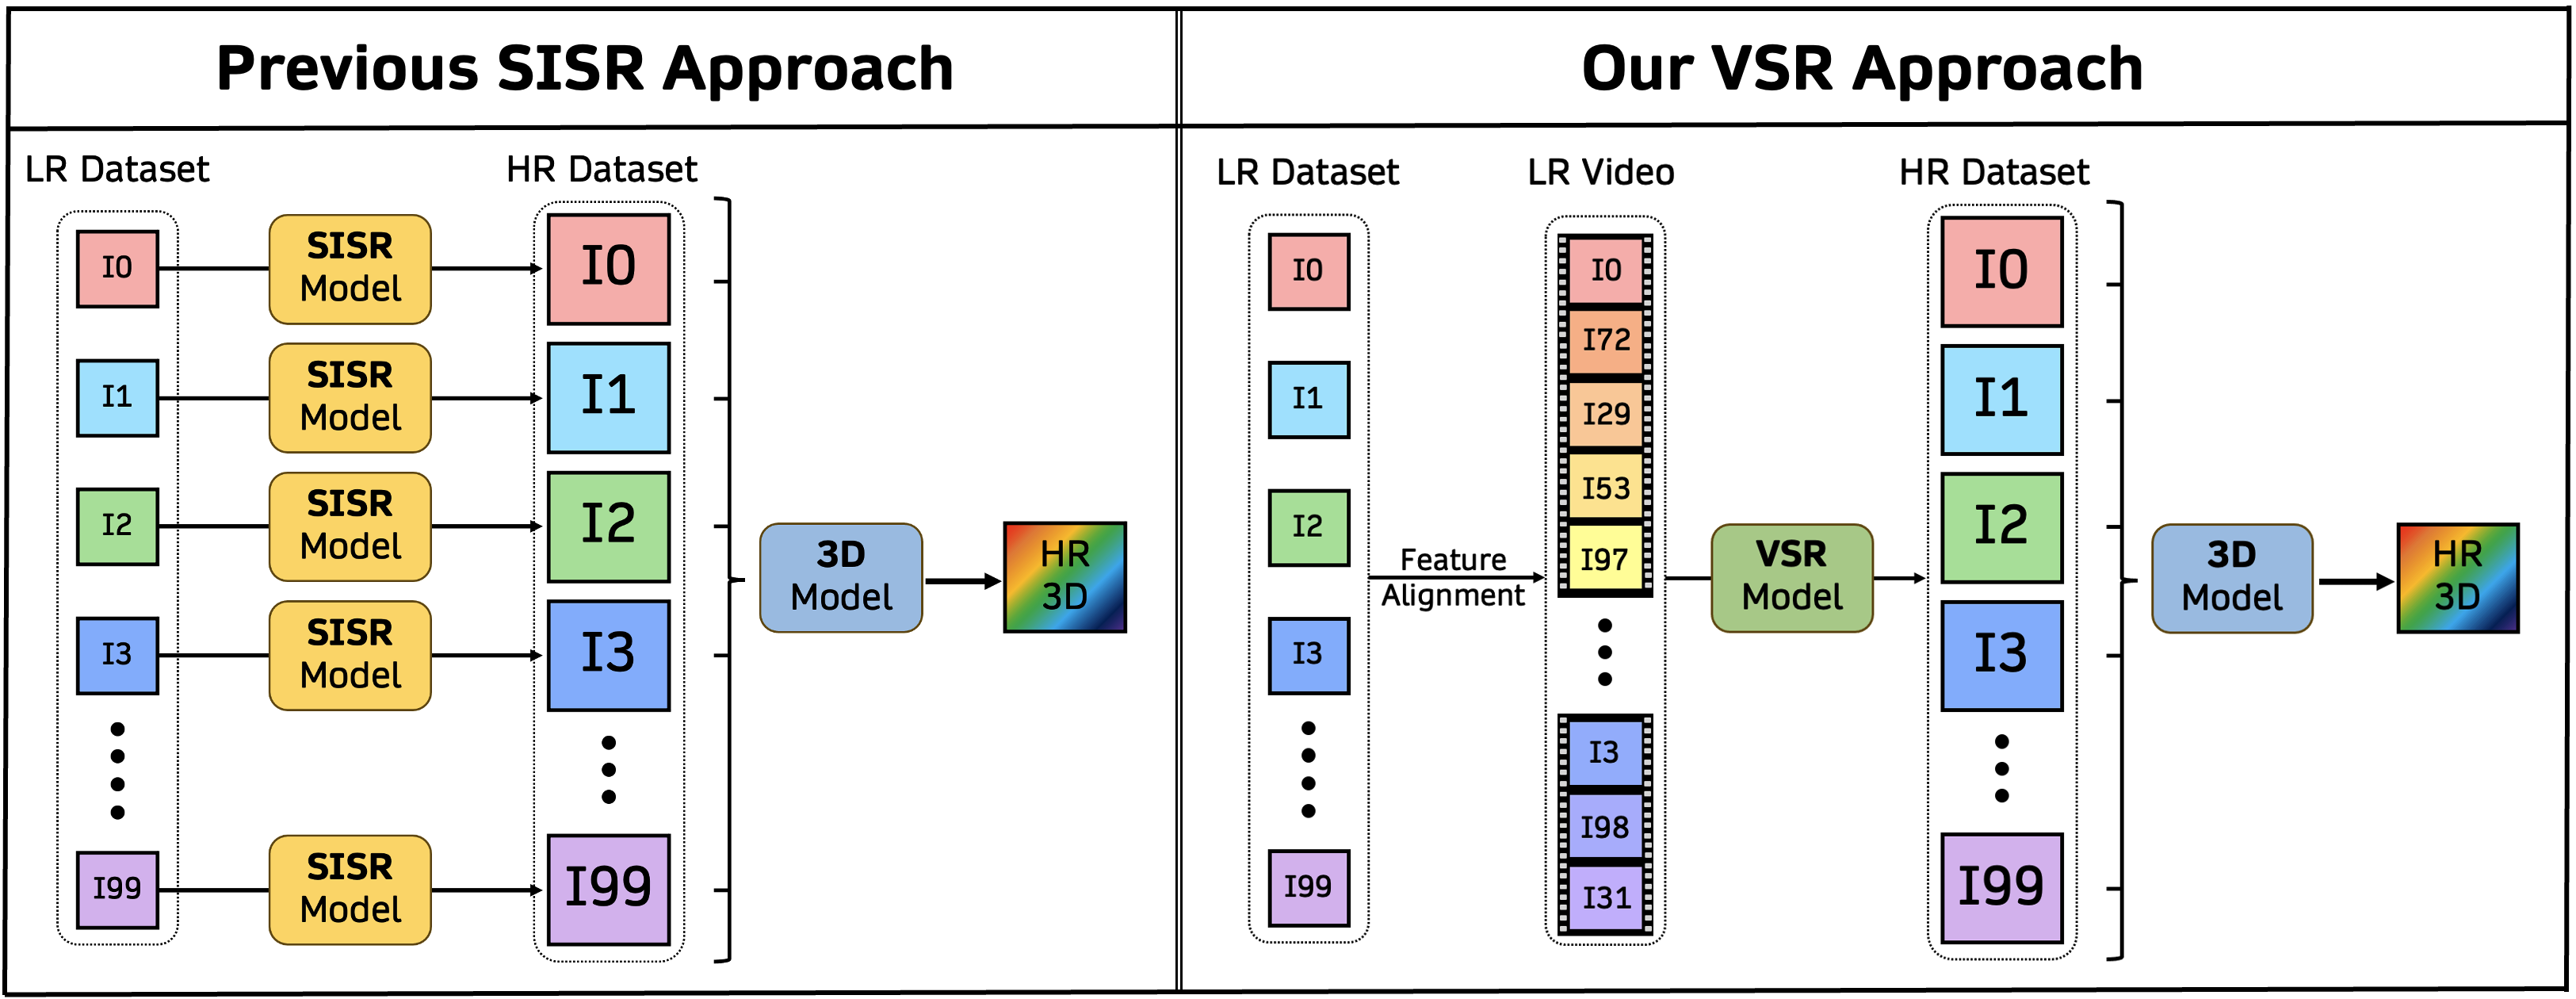 Previous SISR Approach
LR Dataset
HR Dataset
I0
SISR
Model
I0
I1
SISR
Model
I1
I2
SISR
Model
I2
I3
SISR
Model
I3
I99
SISR
Model
I99
3D
Model
HR
3D
Our VSR Approach
LR Dataset
LR Video
HR Dataset
I0
I1
I2
I3
I99
Feature
Alignment
I0
I72
I29
I53
I97
I3
I98
I31
VSR
Model
I0
I1
I2
I3
I99
3D
Model
HR
3D